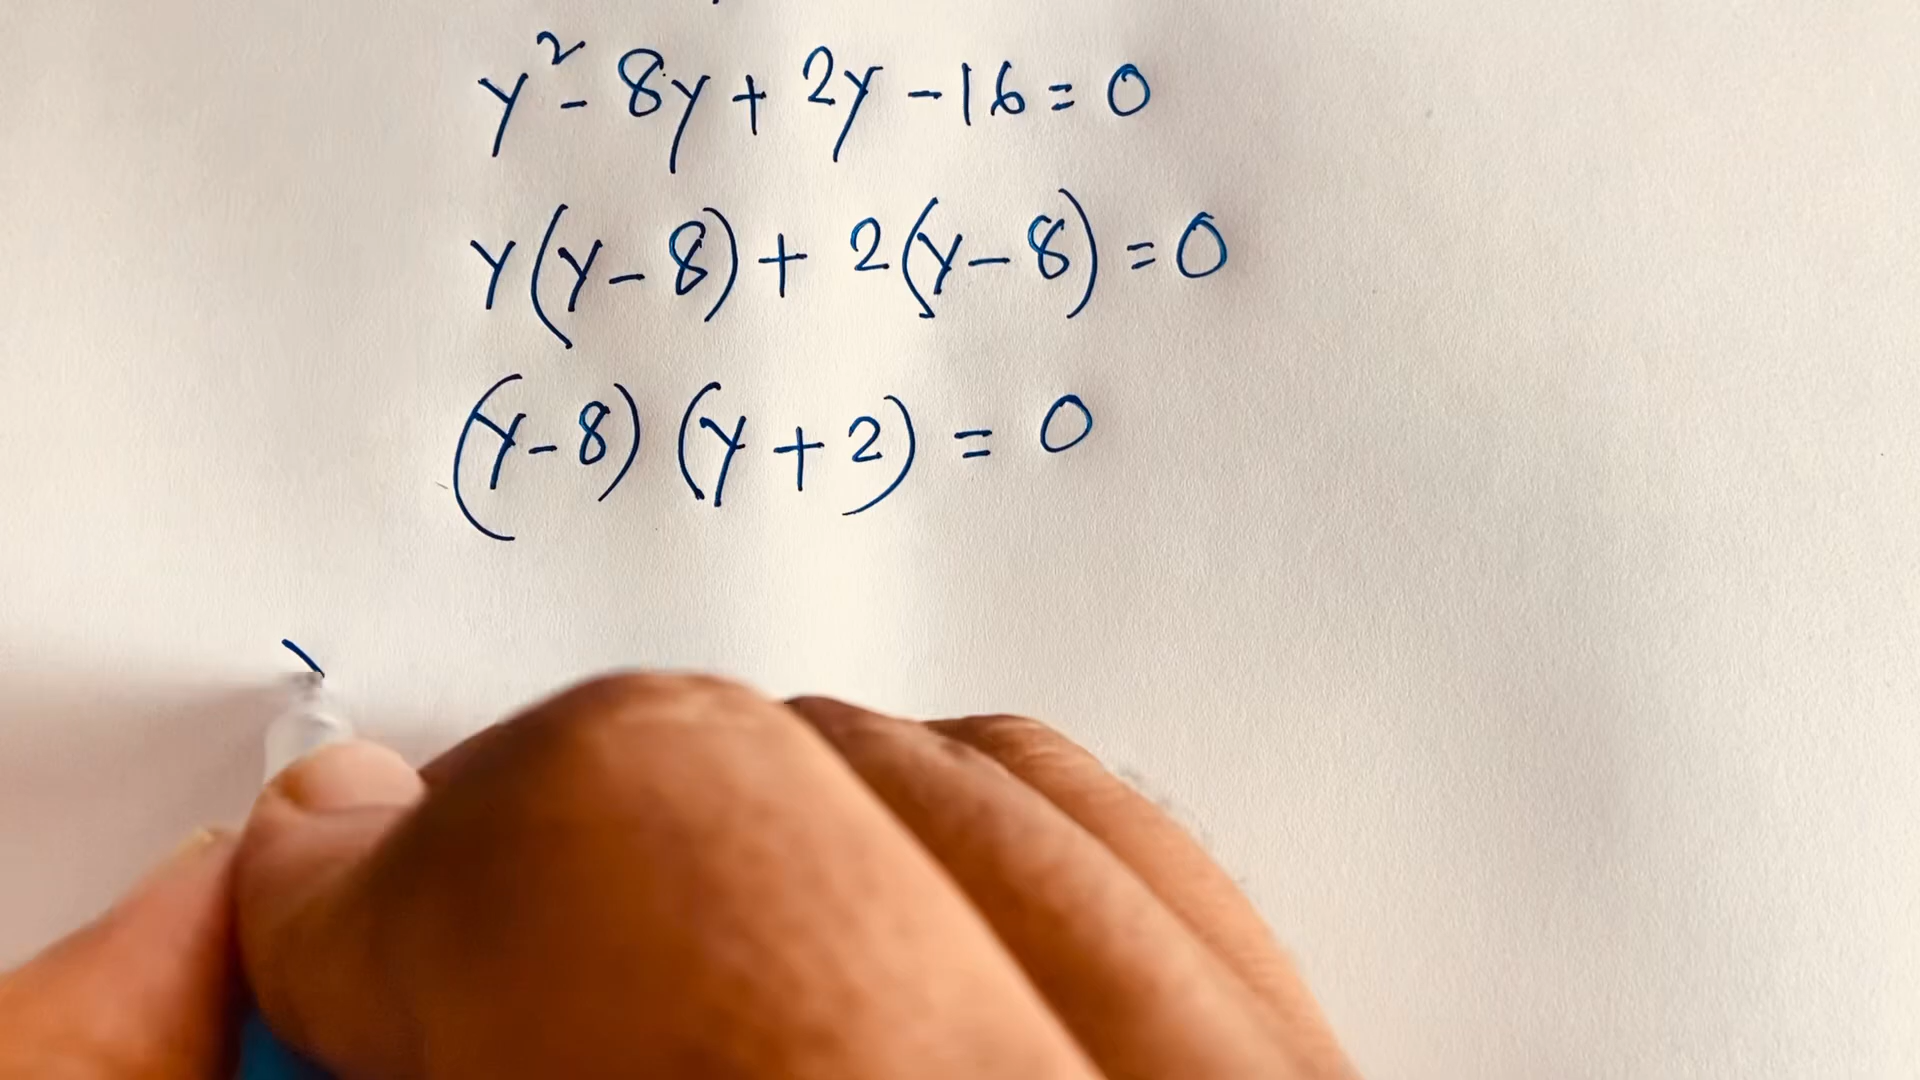 y² - 8y + 2y - 16 = 0
y(y - 8) + 2(y - 8) = 0
(y - 8) (y + 2) = 0